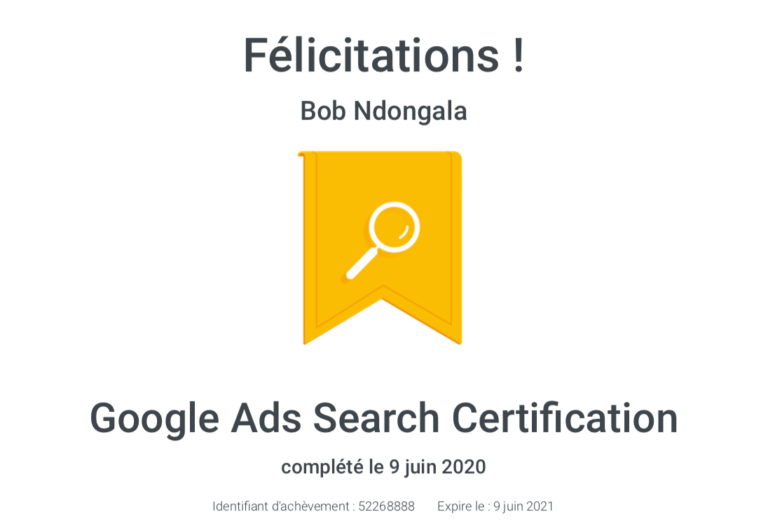 Félicitations !
Bob Ndongala
Google Ads Search Certification
complété le 9 juin 2020
Identifiant d'achèvement : 52268888 Expire le : 9 juin 2021